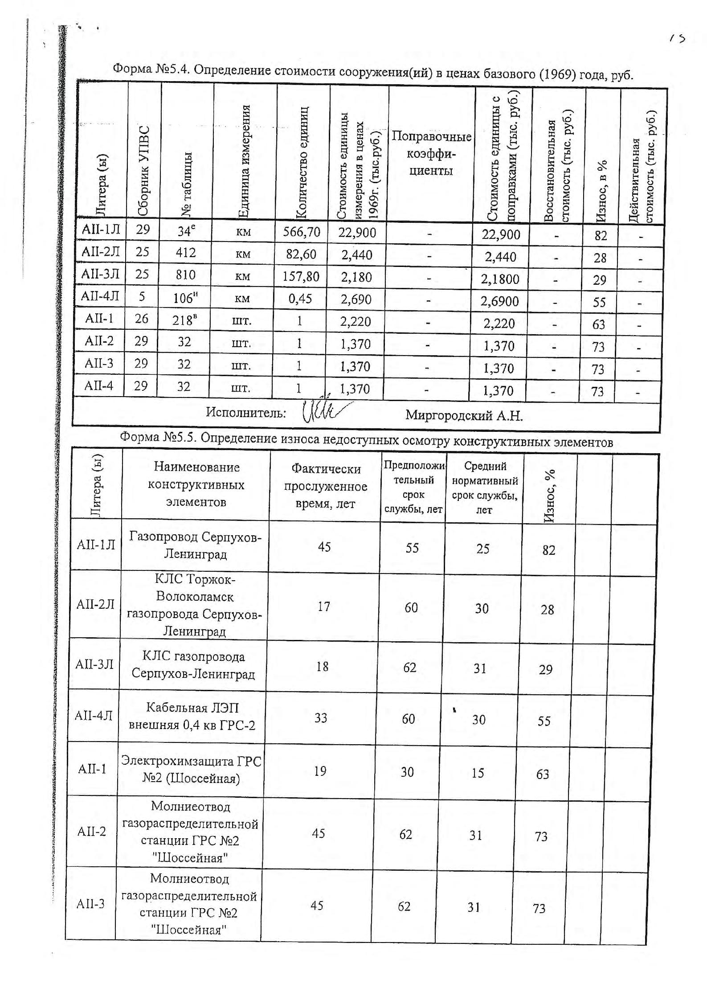 15
Форма №5.4. Определение стоимости сооружения(ий) в ценах базового (1969) года, руб.
Литера (ы) Сборник УПВС № таблицы Единица измерения Количество единиц Стоимость единицы измерения в ценах 1969г. (тыс.руб.) Поправочные коэффи- циенты Стоимость единицы с поправками (тыс. руб.) Восстановительная стоимость (тыс. руб.) Износ, в % Действительная стоимость (тыс. руб.)
АII-1Л 29 34е км 566,70 22,900 - 22,900 - 82 -
АII-2Л 25 412 км 82,60 2,440 - 2,440 - 28 -
АII-3Л 25 810 км 157,80 2,180 - 2,1800 - 29 -
АII-4Л 5 106и км 0,45 2,690 - 2,6900 - 55 -
АII-1 26 218в шт. 1 2,220 - 2,220 - 63 -
АII-2 29 32 шт. 1 1,370 - 1,370 - 73 -
АII-3 29 32 шт. 1 1,370 - 1,370 - 73 -
АII-4 29 32 шт. 1 1,370 - 1,370 - 73 -
Исполнитель: Миргородский А.Н.
Форма №5.5. Определение износа недоступных осмотру конструктивных элементов
Литера (ы) Наименование конструктивных элементов Фактически прослуженное время, лет Предположи тельный срок службы, лет Средний нормативный срок службы, лет Износ, %
АII-1Л Газопровод Серпухов- Ленинград 45 55 25 82
АII-2Л КЛС Торжок- Волоколамск газопровода Серпухов- Ленинград 17 60 30 28
АII-3Л КЛС газопровода Серпухов-Ленинград 18 62 31 29
АII-4Л Кабельная ЛЭП внешняя 0,4 кв ГРС-2 33 60 30 55
АII-1 Электрохимзащита ГРС №2 (Шоссейная) 19 30 15 63
АII-2 Молниеотвод газораспределительной станции ГРС №2 "Шоссейная" 45 62 31 73
АII-3 Молниеотвод газораспределительной станции ГРС №2 "Шоссейная" 45 62 31 73